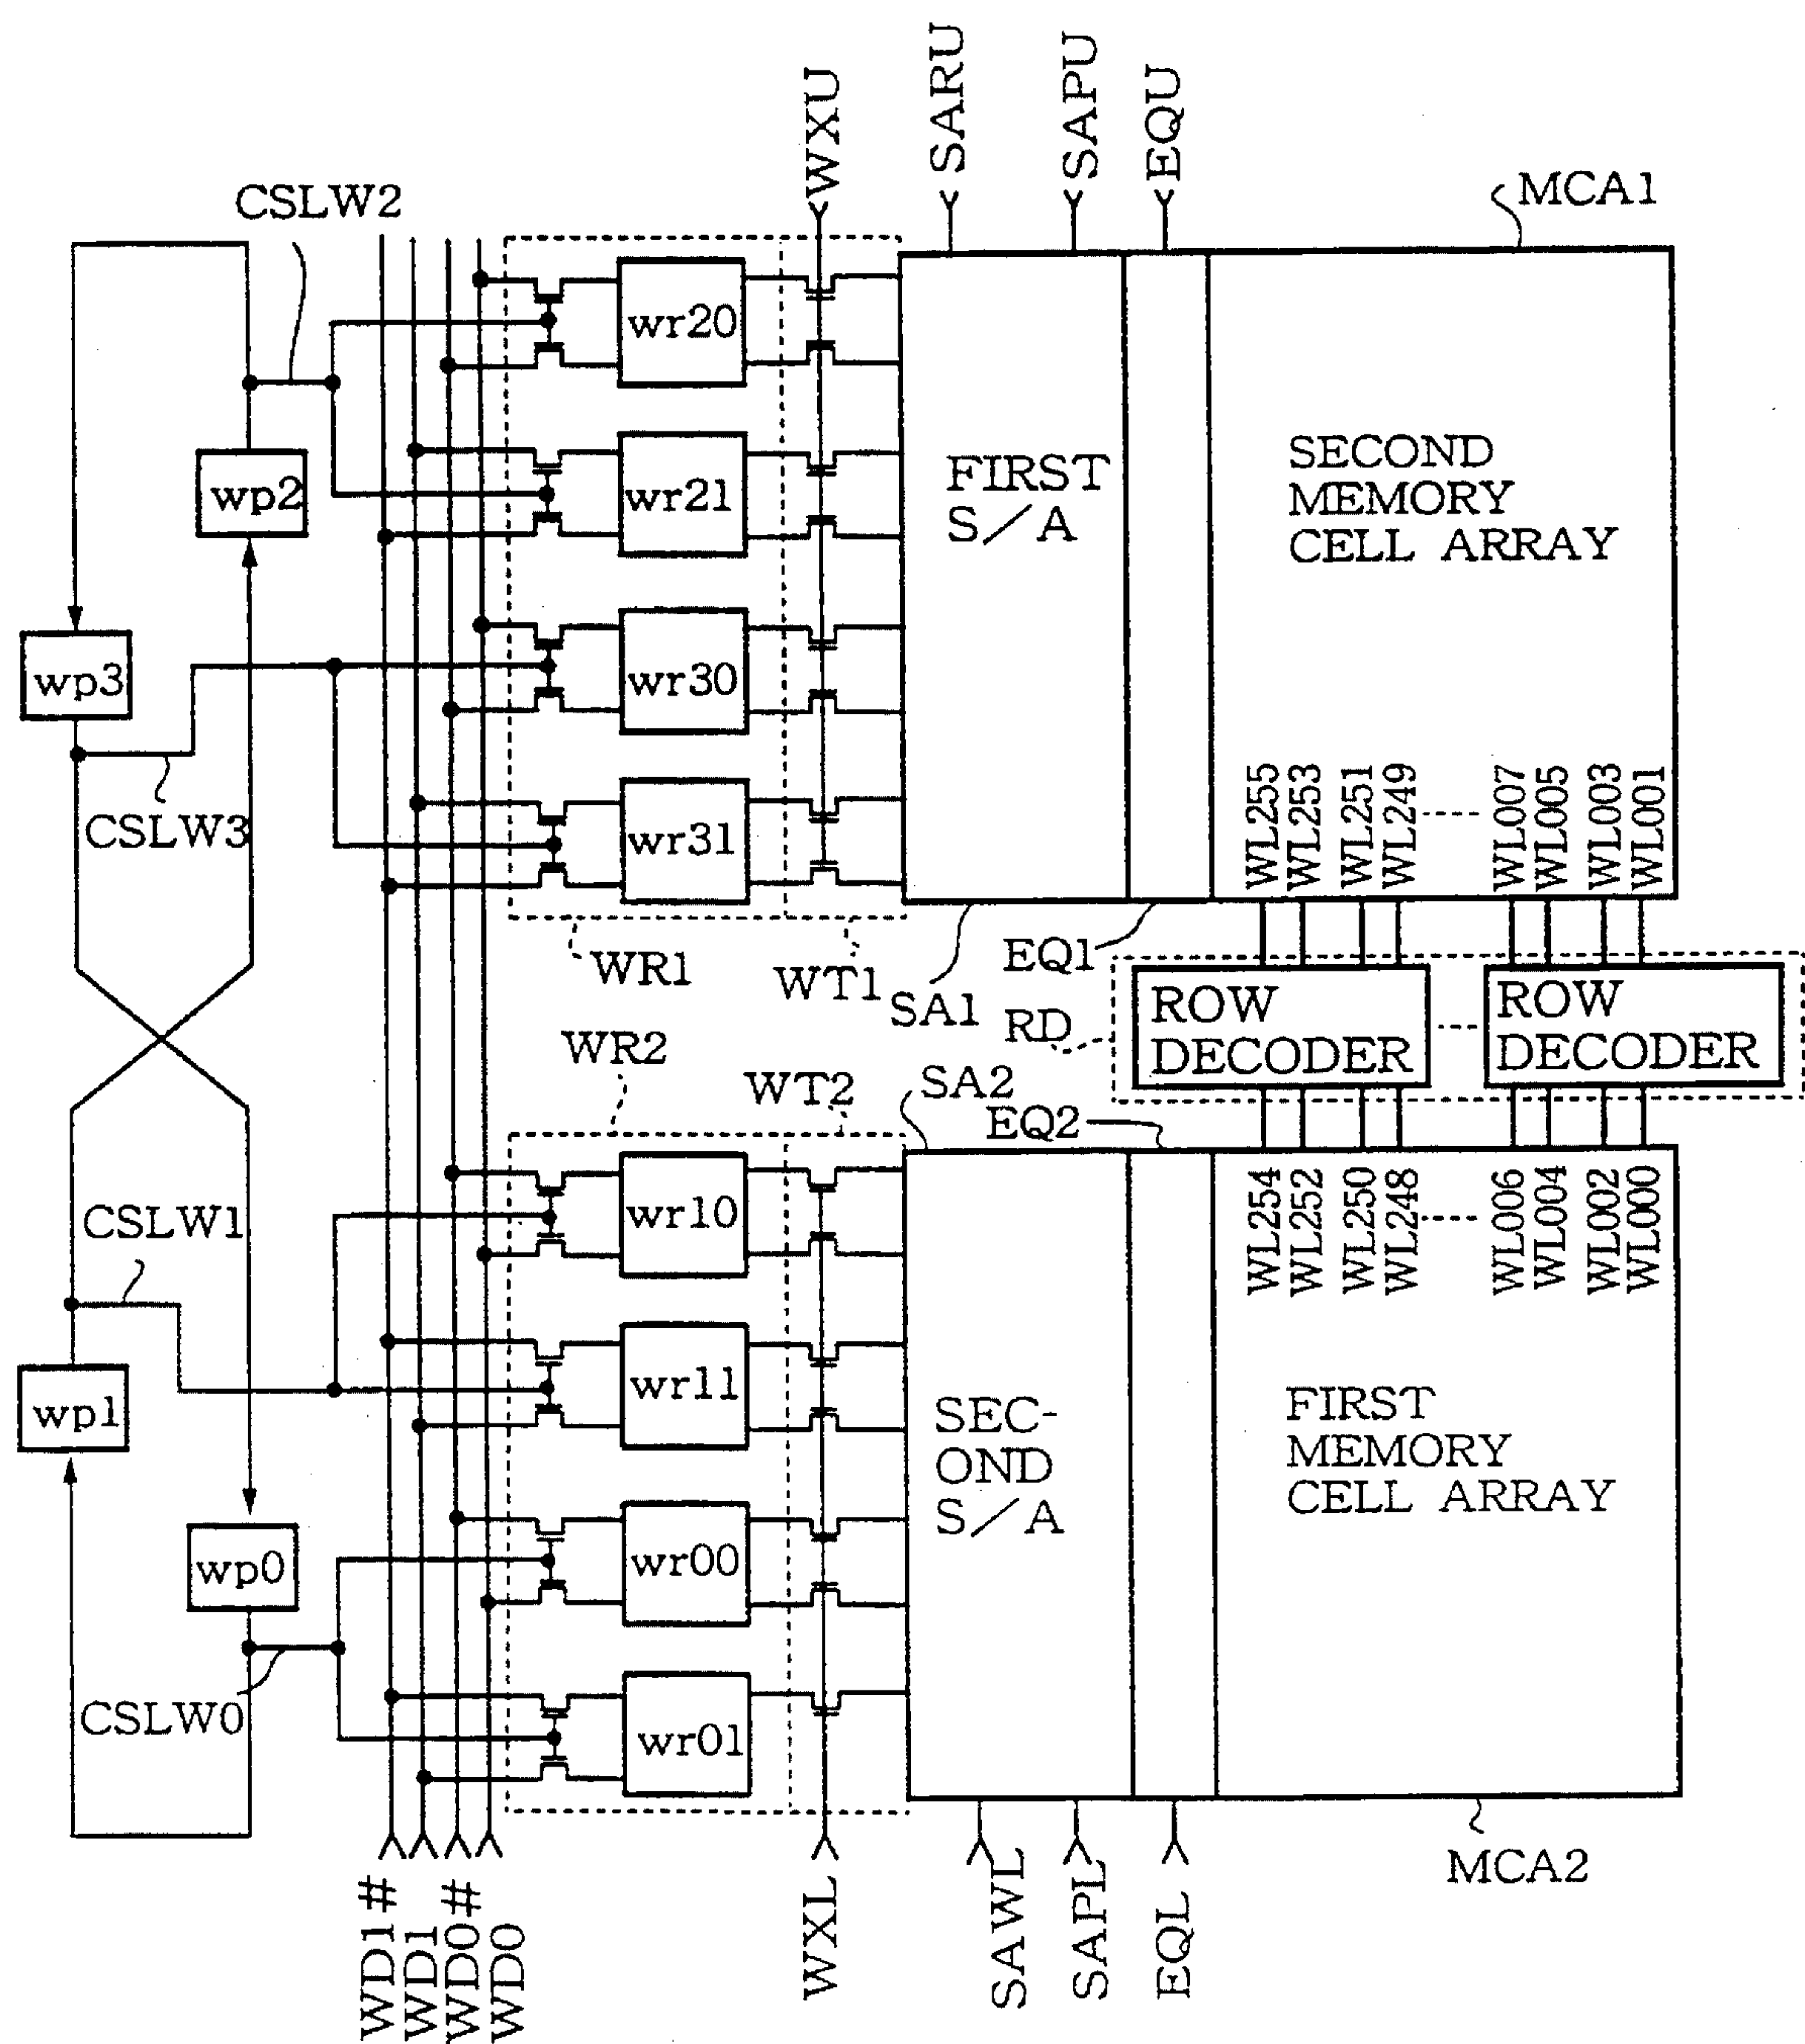 WXU
SARU
SAPU
EQU
MCA1
CSLW2
wr20
wp2
wr21
FIRST
S/A
SECOND
MEMORY
CELL ARRAY
wp3
wr30
CSLW3
wr31
WL255
WL253
WL251
WL249
WL007
WL005
WL003
WL001
WR1
WT1
SA1
EQ1
RD
ROW
DECODER
ROW
DECODER
WR2
WT2
SA2
EQ2
wr10
CSLW1
WL254
WL252
WL250
WL248
WL006
WL004
WL002
WL000
wp1
wr11
SEC-
OND
S/A
FIRST
MEMORY
CELL ARRAY
wp0
wr00
CSLW0
wr01
MCA2
WD1#
WD1
WD0#
WD0
WXL
SAWL
SAPL
EQL